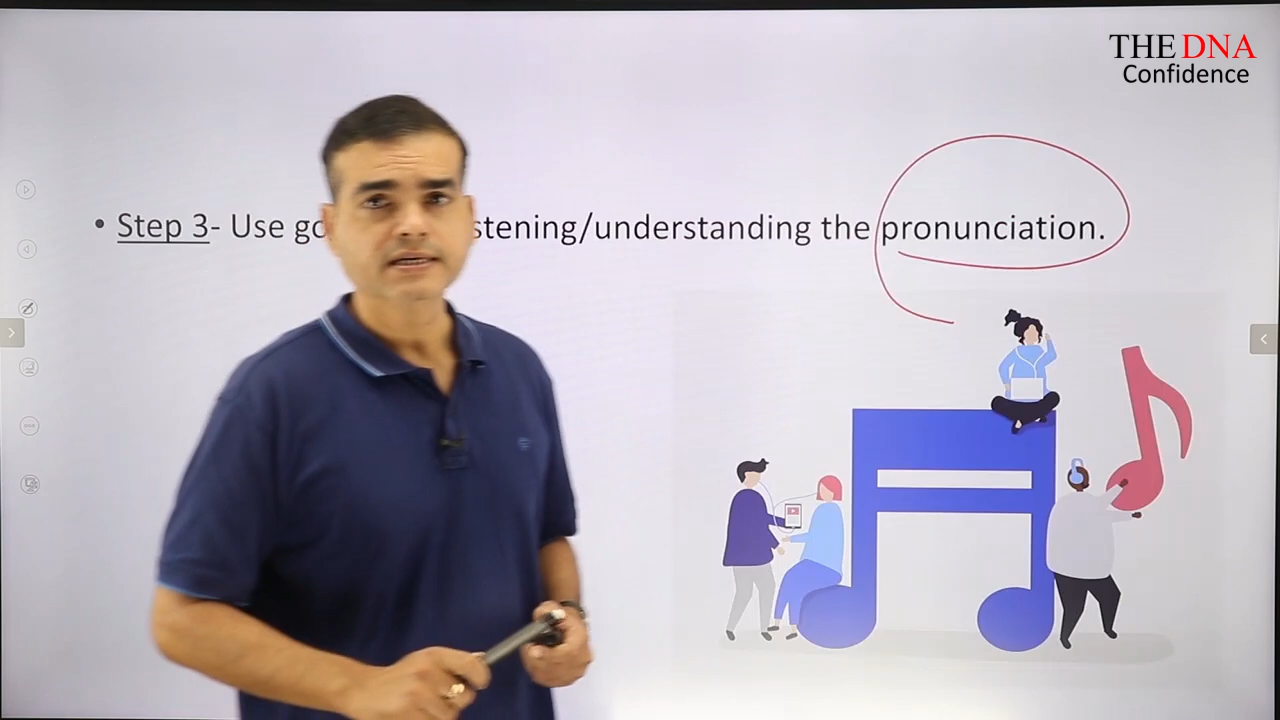 THE DNA
Confidence
• Step 3- Use go stening/understanding the pronunciation.